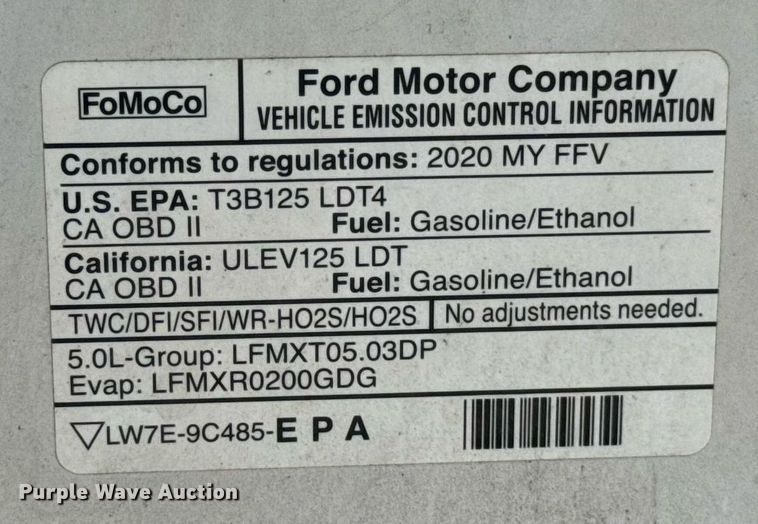 FoMoCo
Ford Motor Company
VEHICLE EMISSION CONTROL INFORMATION
Conforms to regulations: 2020 MY FFV
U.S. EPA: T3B125 LDT4
CA OBD II Fuel: Gasoline/Ethanol
California: ULEV125 LDT
CA OBD II Fuel: Gasoline/Ethanol
TWC/DFI/SFI/WR-HO2S/HO2S No adjustments needed.
5.0L-Group: LFMXT05.03DP
Evap: LFMXR0200GDG
LW7E-9C485-E P A
Purple Wave Auction